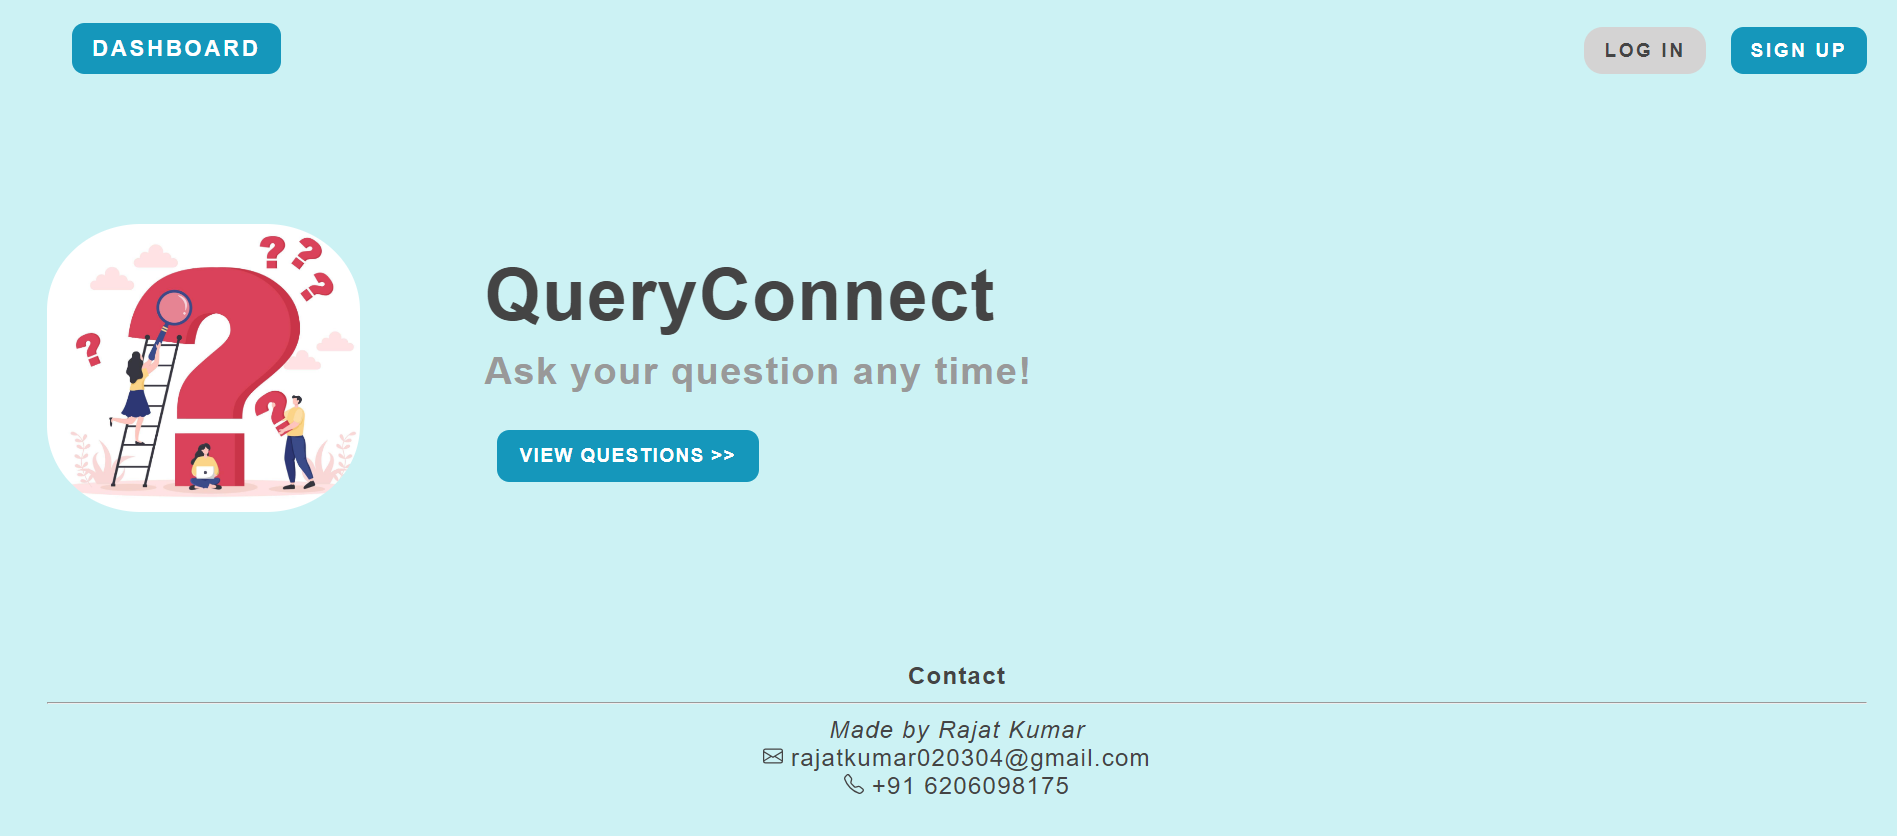 DASHBOARD
LOG IN
SIGN UP
QueryConnect
Ask your question any time!
VIEW QUESTIONS >>
Contact
Made by Rajat Kumar
rajatkumar020304@gmail.com
+91 6206098175